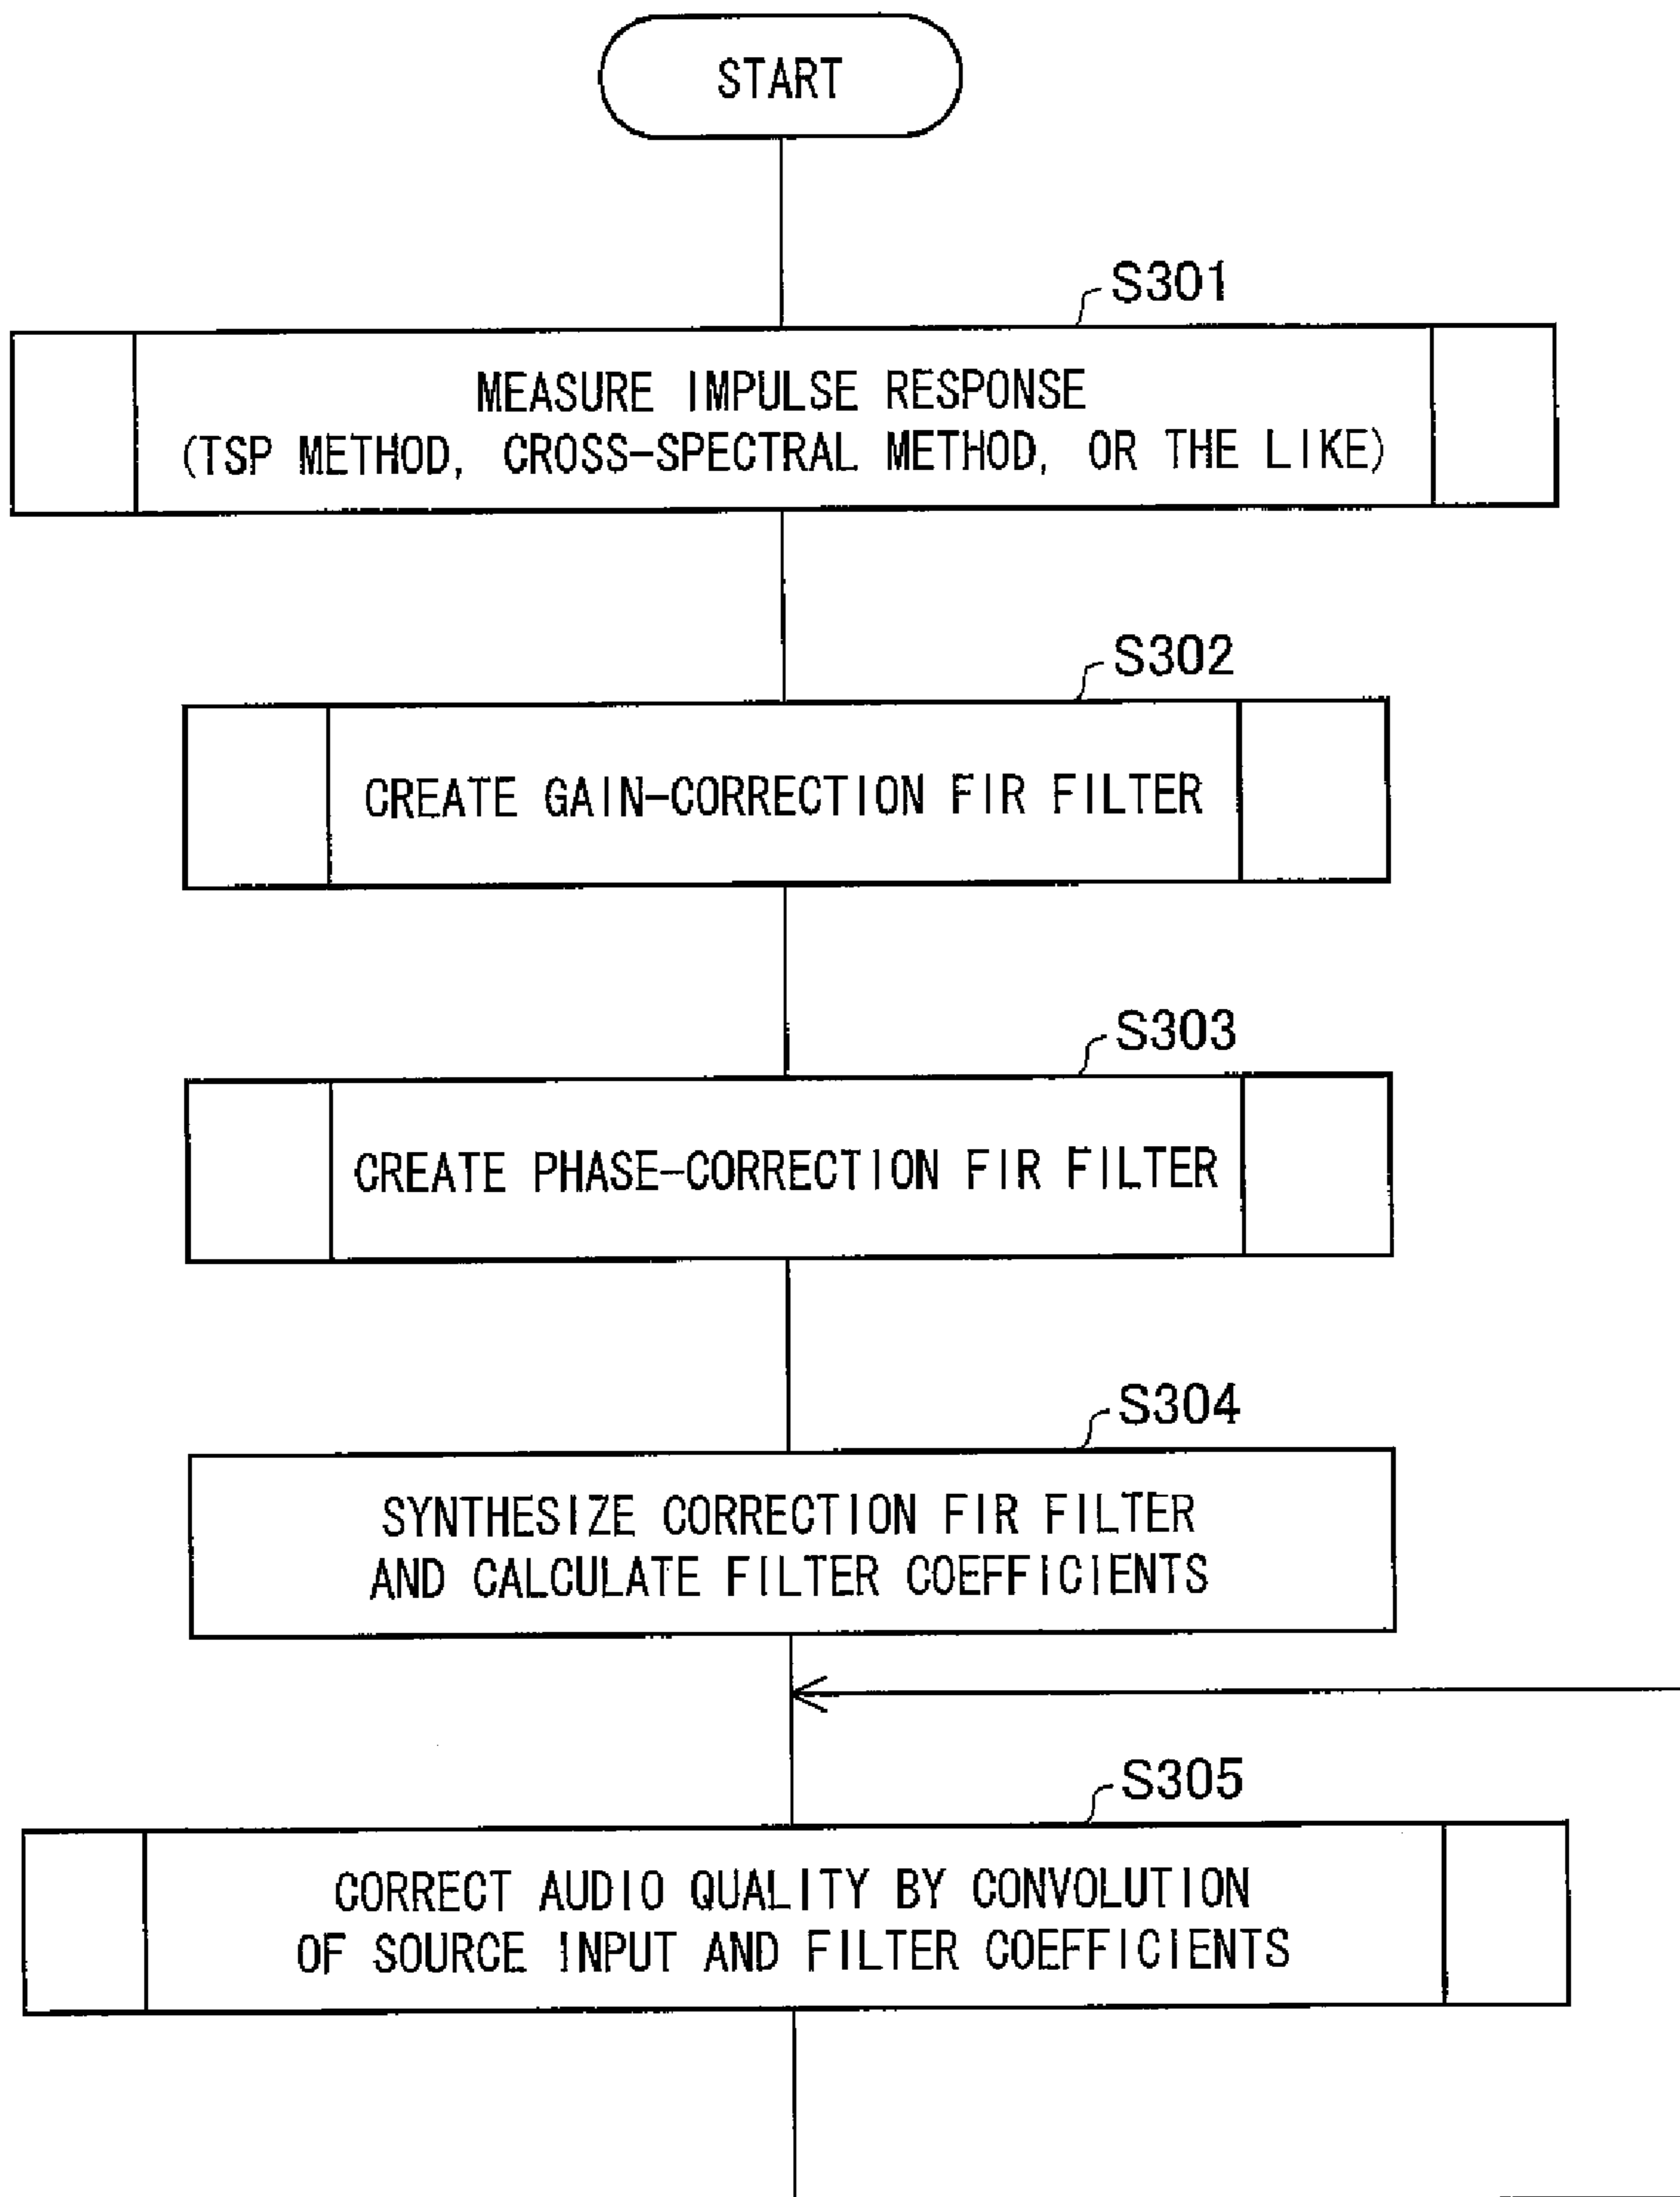 START
S301
MEASURE IMPULSE RESPONSE
(TSP METHOD, CROSS-SPECTRAL METHOD, OR THE LIKE)
S302
CREATE GAIN-CORRECTION FIR FILTER
S303
CREATE PHASE-CORRECTION FIR FILTER
S304
SYNTHESIZE CORRECTION FIR FILTER
AND CALCULATE FILTER COEFFICIENTS
S305
CORRECT AUDIO QUALITY BY CONVOLUTION
OF SOURCE INPUT AND FILTER COEFFICIENTS